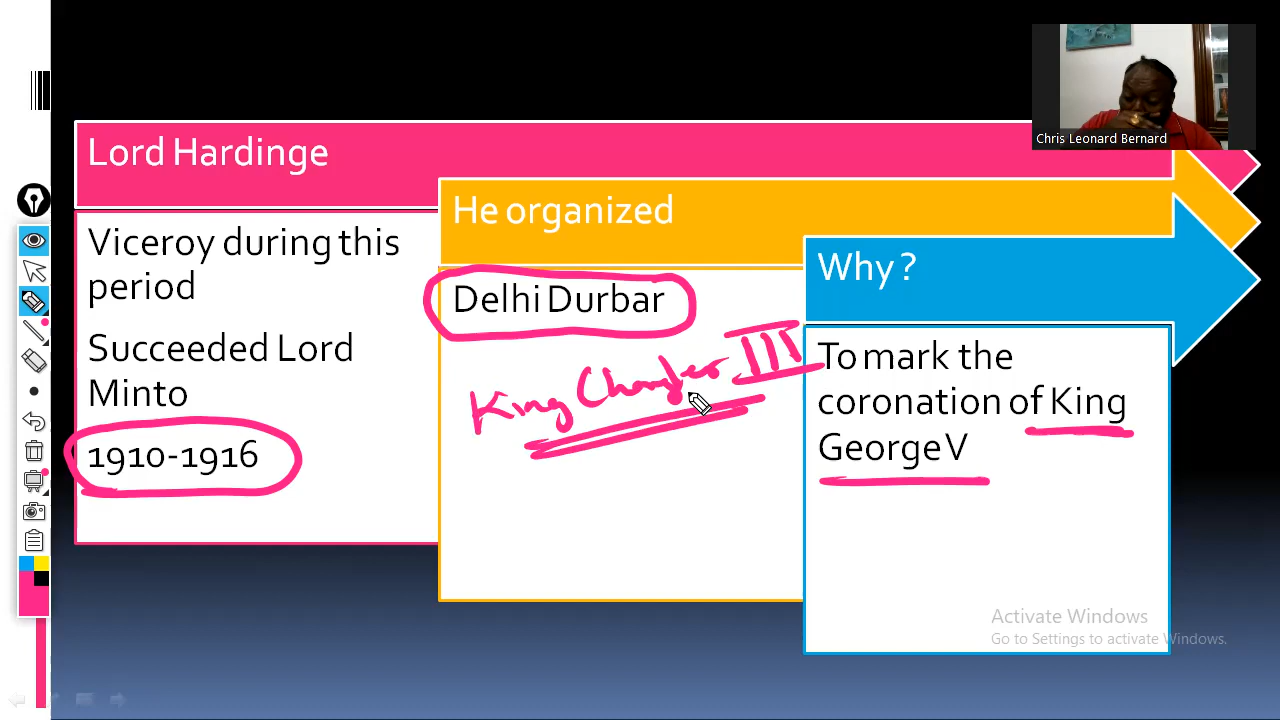 Chris Leonard Bernard
Lord Hardinge
Viceroy during this
period
Succeeded Lord
Minto
1910-1916
He organized
Delhi Durbar
King III
Why ?
To mark the
coronation of King
George V
Activate Windows
Go to Settings to activate Windows.